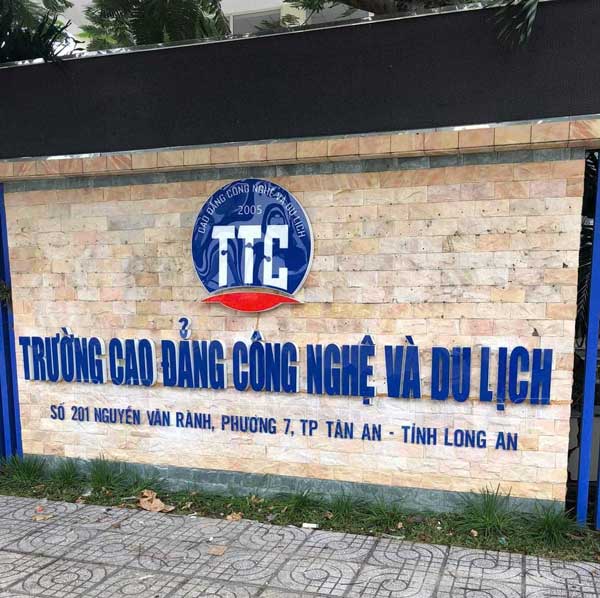 CAO ĐẲNG CÔNG NGHỆ VÀ DU LỊCH
2005
TTC
TRƯỜNG CAO ĐẲNG CÔNG NGHỆ VÀ DU LỊCH
SỐ 201 NGUYỄN VĂN RÀNH, PHƯỜNG 7, TP TÂN AN - TỈNH LONG AN